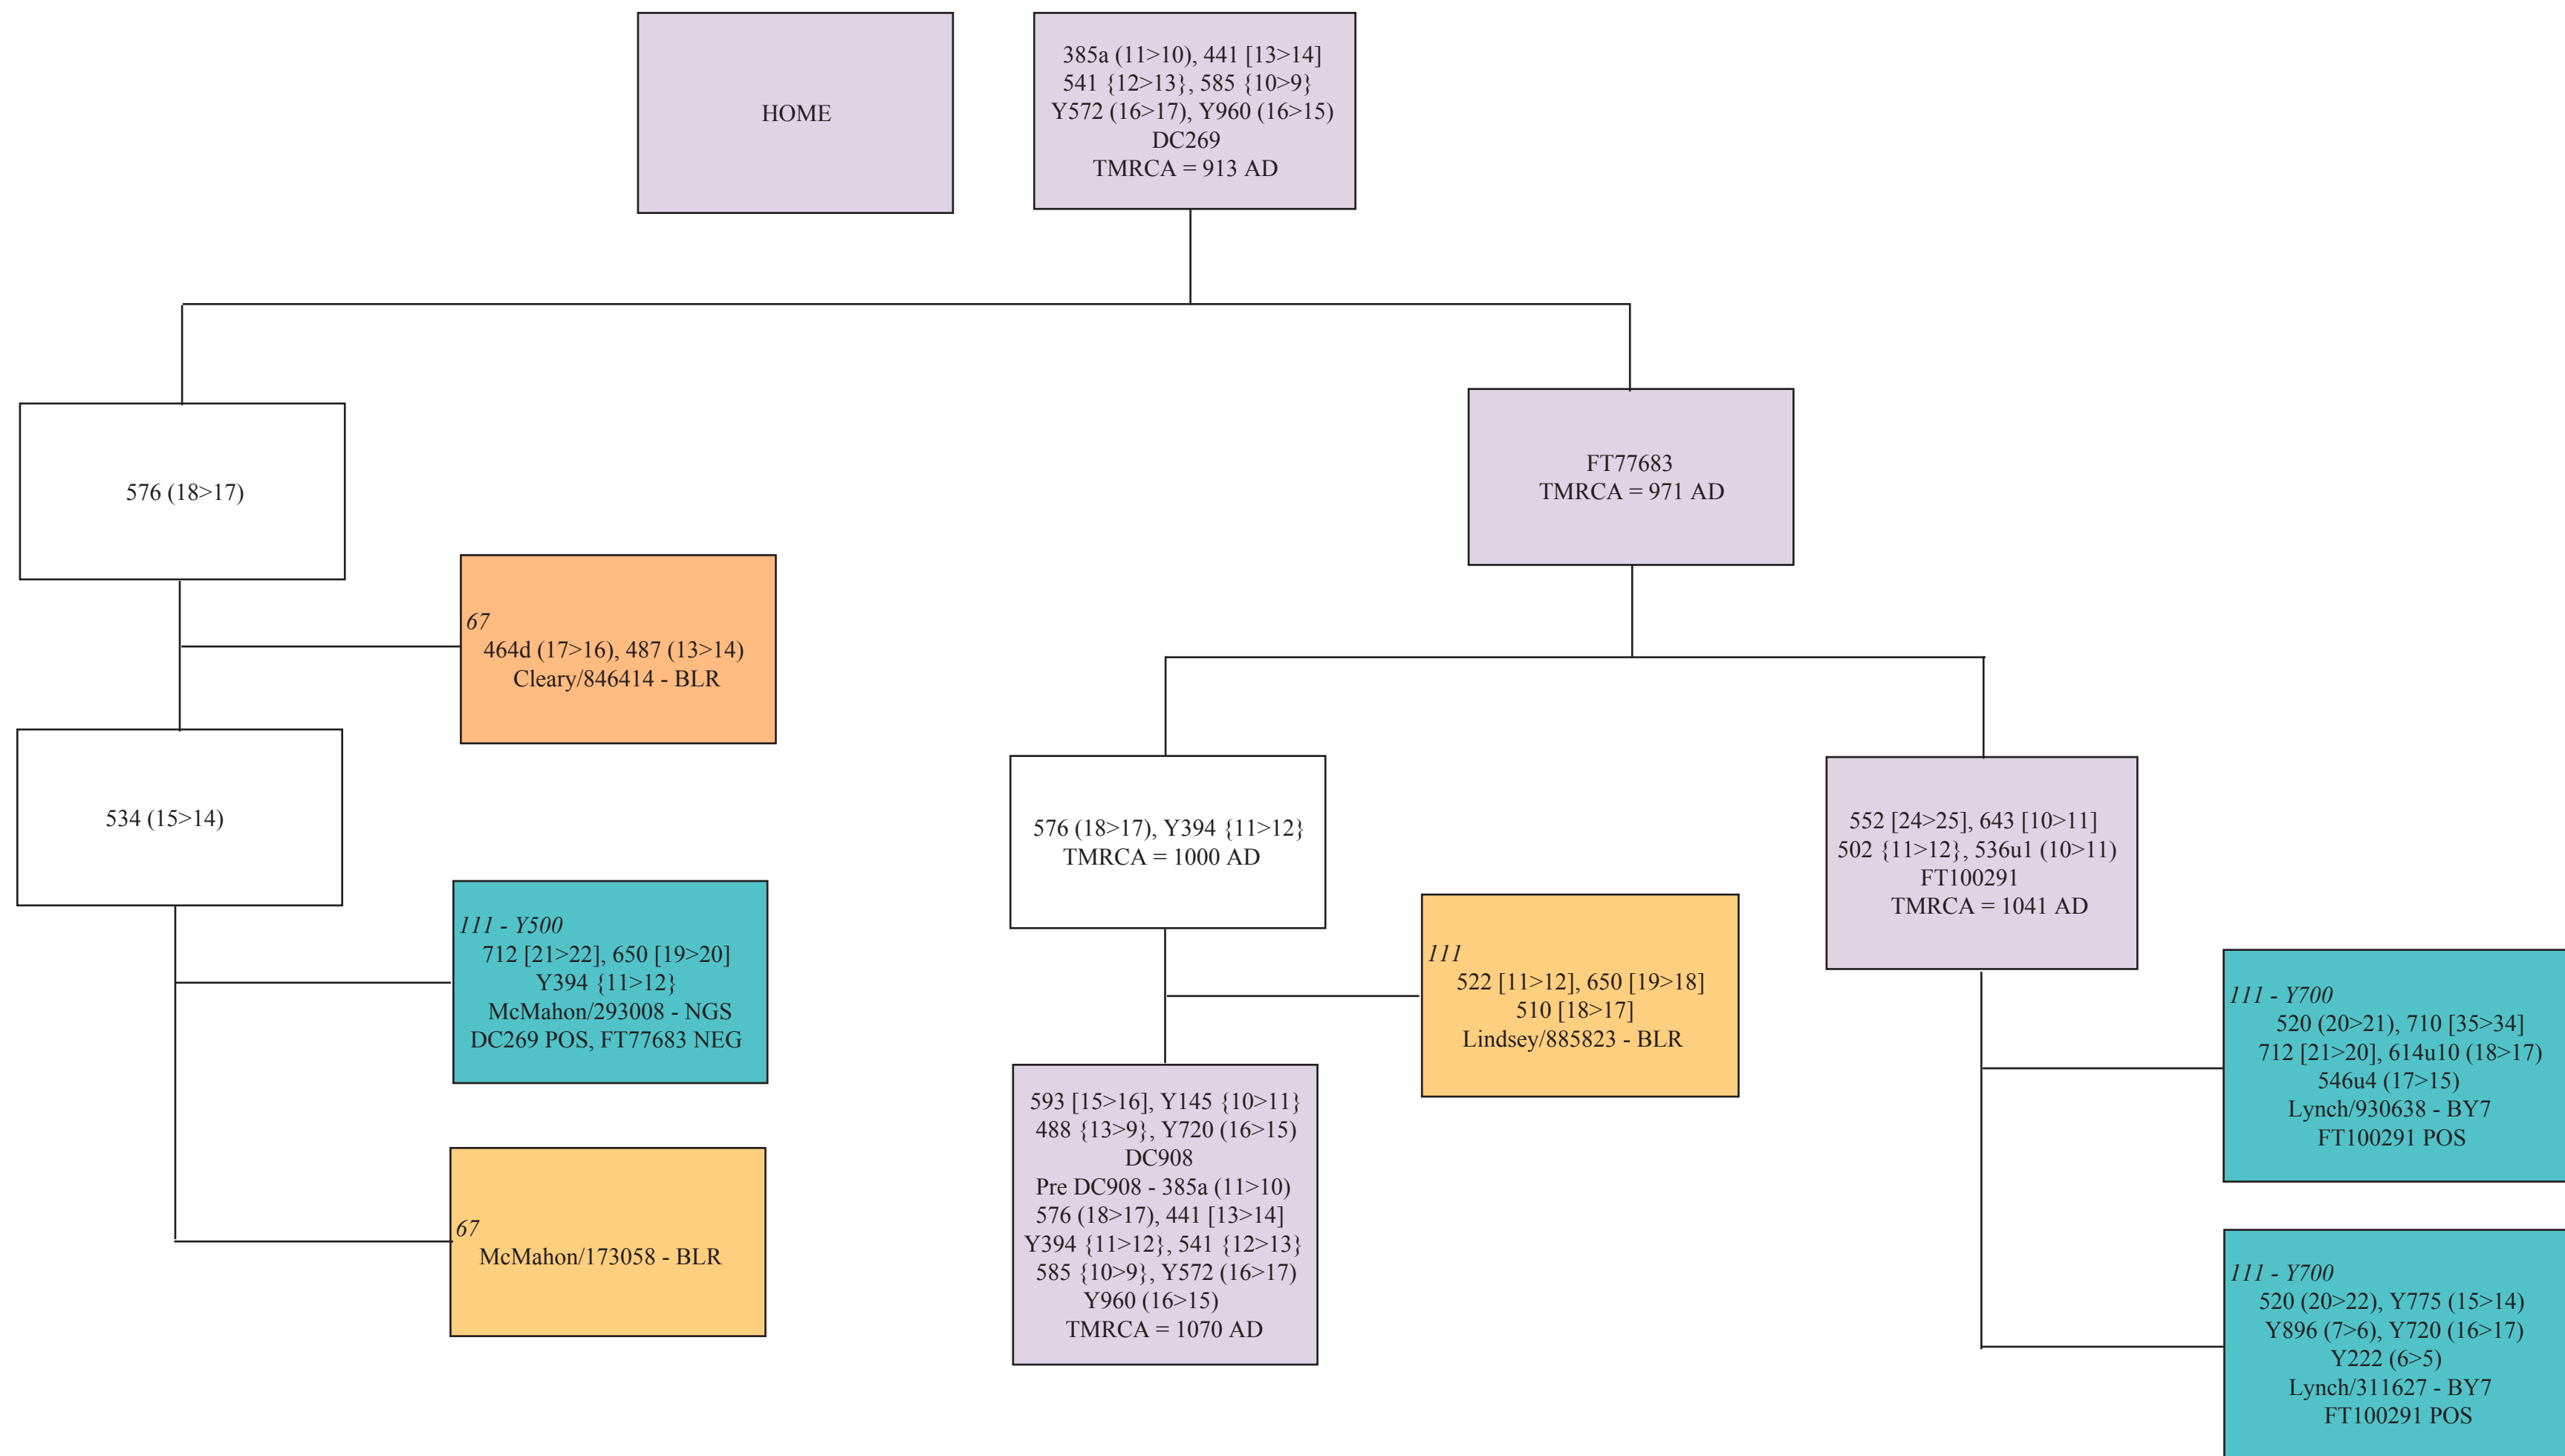 HOME
385a (11>10), 441 [13>14]
541 {12>13}, 585 {10>9}
Y572 (16>17), Y960 (16>15)
DC269
TMRCA = 913 AD
576 (18>17)
FT77683
TMRCA = 971 AD
67
464d (17>16), 487 (13>14)
Cleary/846414 - BLR
534 (15>14)
576 (18>17), Y394 {11>12}
TMRCA = 1000 AD
552 [24>25], 643 [10>11]
502 {11>12}, 536u1 (10>11)
FT100291
TMRCA = 1041 AD
111 - Y500
712 [21>22], 650 [19>20]
Y394 {11>12}
McMahon/293008 - NGS
DC269 POS, FT77683 NEG
111
522 [11>12], 650 [19>18]
510 [18>17]
Lindsey/885823 - BLR
111 - Y700
520 (20>21), 710 [35>34]
712 [21>20], 614u10 (18>17)
546u4 (17>15)
Lynch/930638 - BY7
FT100291 POS
593 [15>16], Y145 {10>11}
488 {13>9}, Y720 (16>15)
DC908
Pre DC908 - 385a (11>10)
576 (18>17), 441 [13>14]
Y394 {11>12}, 541 {12>13}
585 {10>9}, Y572 (16>17)
Y960 (16>15)
TMRCA = 1070 AD
67
McMahon/173058 - BLR
111 - Y700
520 (20>22), Y775 (15>14)
Y896 (7>6), Y720 (16>17)
Y222 (6>5)
Lynch/311627 - BY7
FT100291 POS